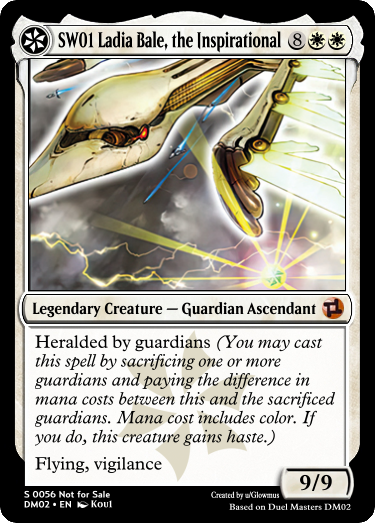 SW01 Ladia Bale, the Inspirational 8
Legendary Creature — Guardian Ascendant
Heralded by guardians (You may cast
this spell by sacrificing one or more
guardians and paying the difference in
mana costs between this and the sacrificed
guardians. Mana cost includes color. If
you do, this creature gains haste.)
Flying, vigilance
9/9
S 0056 Not for Sale
DM02 • EN Koul
Created by u/Glowmus
Based on Duel Masters DM02